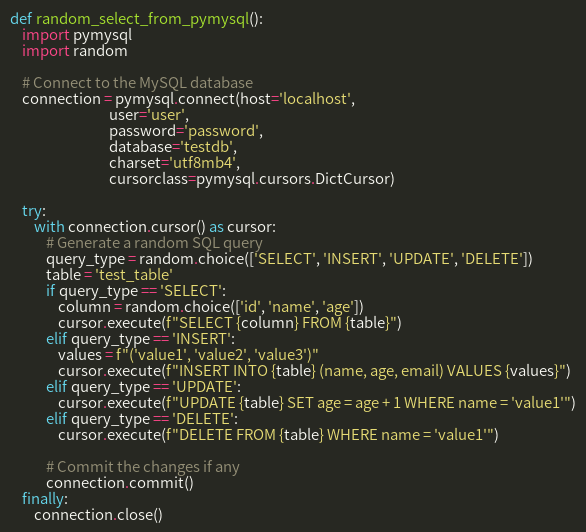 def random_select_from_pymysql():
    import pymysql
    import random

    # Connect to the MySQL database
    connection = pymysql.connect(host='localhost',
                                 user='user',
                                 password='password',
                                 database='testdb',
                                 charset='utf8mb4',
                                 cursorclass=pymysql.cursors.DictCursor)

    try:
        with connection.cursor() as cursor:
            # Generate a random SQL query
            query_type = random.choice(['SELECT', 'INSERT', 'UPDATE', 'DELETE'])
            table = 'test_table'
            if query_type == 'SELECT':
                column = random.choice(['id', 'name', 'age'])
                cursor.execute(f"SELECT {column} FROM {table}")
            elif query_type == 'INSERT':
                values = f"('value1', 'value2', 'value3')"
                cursor.execute(f"INSERT INTO {table} (name, age, email) VALUES {values}")
            elif query_type == 'UPDATE':
                cursor.execute(f"UPDATE {table} SET age = age + 1 WHERE name = 'value1'")
            elif query_type == 'DELETE':
                cursor.execute(f"DELETE FROM {table} WHERE name = 'value1'")

            # Commit the changes if any
            connection.commit()
    finally:
        connection.close()